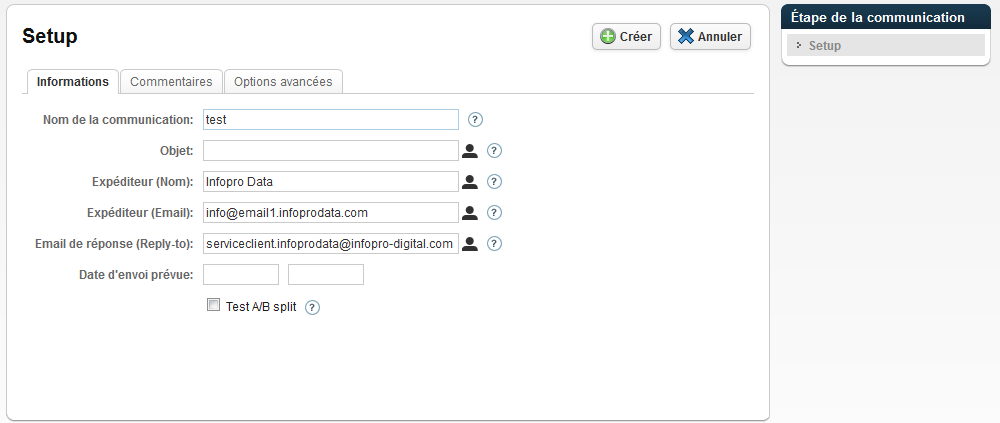 Setup
Créer
Annuler
Informations
Commentaires
Options avancées
Nom de la communication: test ?
Objet: ?
Expéditeur (Nom): Infopro Data ?
Expéditeur (Email): info@email1.infoprodata.com ?
Email de réponse (Reply-to): serviceclient.infoprodata@infopro-digital.com ?
Date d'envoi prévue:
Test A/B split ?
Étape de la communication
Setup